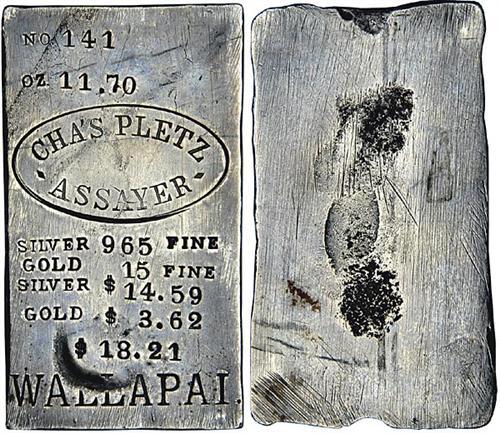 NO. 141
OZ. 11.70
CHA'S PLETZ
ASSAYER
SILVER 965 FINE
GOLD 15 FINE
SILVER $ 14.59
GOLD $ 3.62
$ 18.21
WALLAPAI.